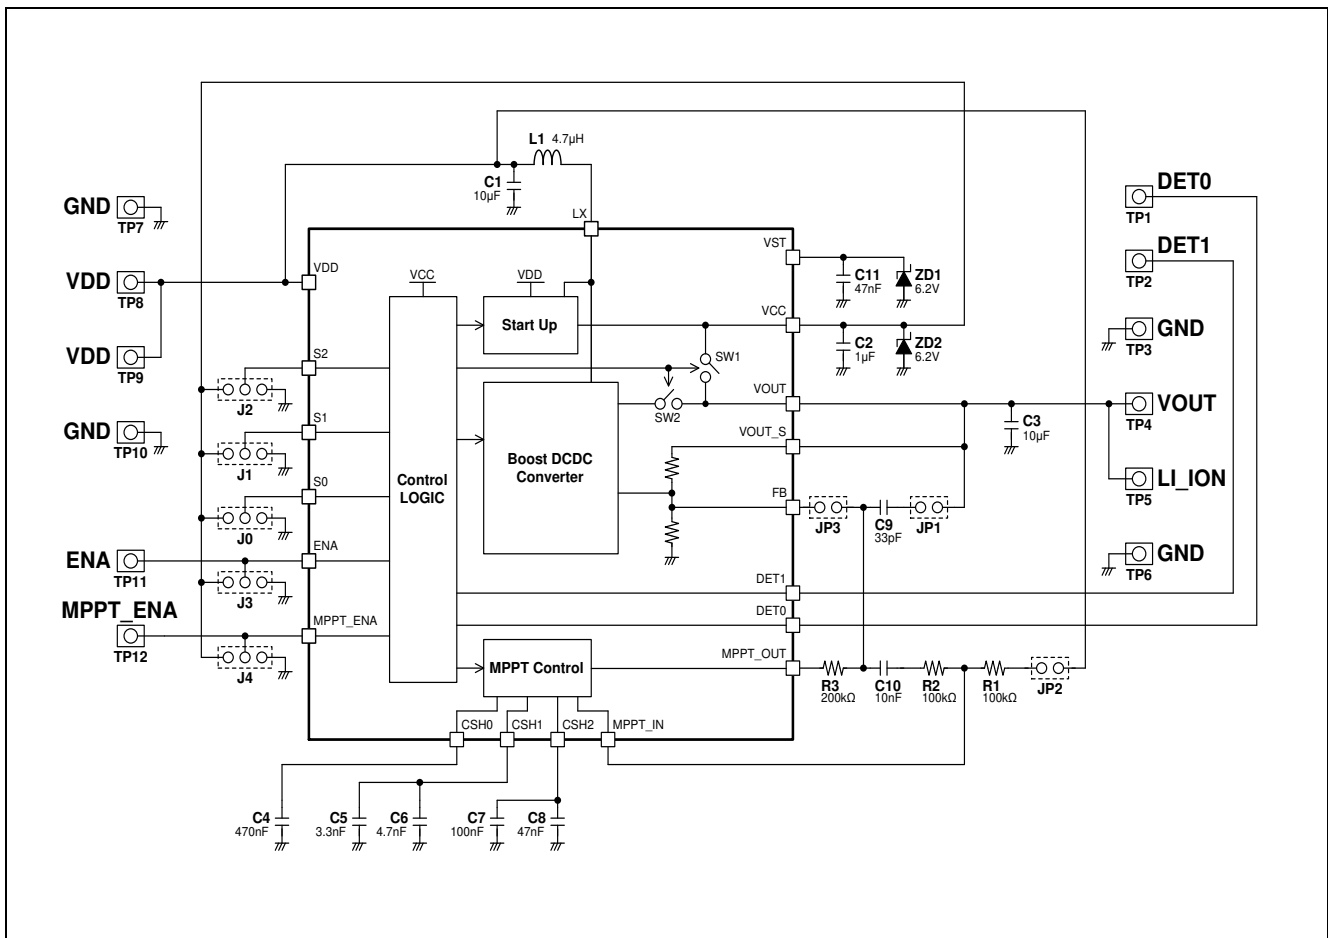 L1 4.7μH
C1
10μF
LX
GND
TP7
VDD
TP8
VDD
TP9
GND
TP10
ENA
TP11
MPPT_ENA
TP12
J2
J1
J0
J3
J4
VDD
S2
S1
S0
ENA
MPPT_ENA
VCC
Control
LOGIC
VDD
Start Up
Boost DCDC
Converter
MPPT Control
SW1
SW2
VST
VCC
VOUT
VOUT_S
FB
DET1
DET0
MPPT_OUT
CSH0
CSH1
CSH2
MPPT_IN
C11
47nF
ZD1
6.2V
C2
1μF
ZD2
6.2V
C3
10μF
JP3
C9
33pF
JP1
R3
200kΩ
C10
10nF
R2
100kΩ
R1
100kΩ
JP2
DET0
TP1
DET1
TP2
GND
TP3
VOUT
TP4
LI_ION
TP5
GND
TP6
C4
470nF
C5
3.3nF
C6
4.7nF
C7
100nF
C8
47nF